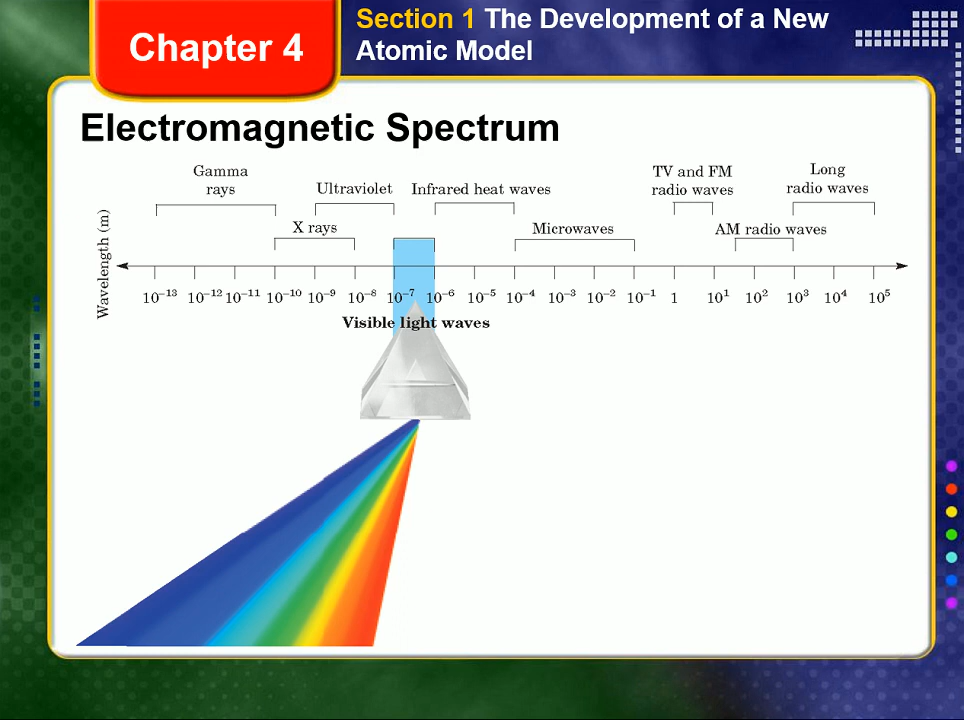 Chapter 4
Section 1 The Development of a New
Atomic Model
Electromagnetic Spectrum
Gamma
rays
Ultraviolet
Infrared heat waves
TV and FM
radio waves
Long
radio waves
X rays
Microwaves
AM radio waves
Wavelength (m)
10⁻¹³ 10⁻¹² 10⁻¹¹ 10⁻¹⁰ 10⁻⁹ 10⁻⁸ 10⁻⁷ 10⁻⁶ 10⁻⁵ 10⁻⁴ 10⁻³ 10⁻² 10⁻¹ 1 10¹ 10² 10³ 10⁴ 10⁵
Visible light waves